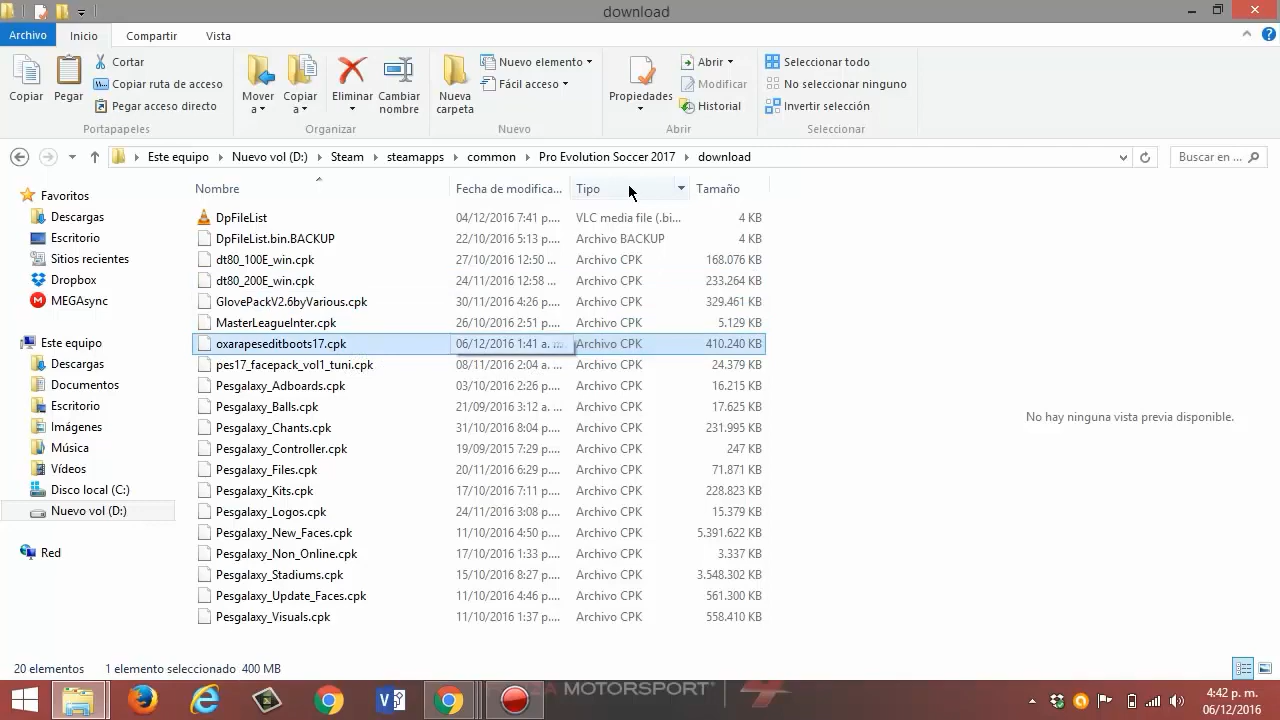 download
Archivo Inicio Compartir Vista
Copiar Pegar Cortar Copiar ruta de acceso Pegar acceso directo Portapapeles
Mover a Copiar a Eliminar Cambiar nombre Organizar
Nueva carpeta Nuevo elemento Fácil acceso Nuevo
Propiedades Abrir Modificar Historial Abrir
Seleccionar todo No seleccionar ninguno Invertir selección Seleccionar
Este equipo Nuevo vol (D:) Steam steamapps common Pro Evolution Soccer 2017 download Buscar en ...
Nombre Fecha de modifica... Tipo Tamaño
Favoritos
Descargas
Escritorio
Sitios recientes
Dropbox
MEGAsync
Este equipo
Descargas
Documentos
Escritorio
Imágenes
Música
Vídeos
Disco local (C:)
Nuevo vol (D:)
Red
DpFileList 04/12/2016 7:41 p.... VLC media file (.bi... 4 KB
DpFileList.bin.BACKUP 22/10/2016 5:13 p.... Archivo BACKUP 4 KB
dt80_100E_win.cpk 27/10/2016 12:50 ... Archivo CPK 168.076 KB
dt80_200E_win.cpk 24/11/2016 12:58 ... Archivo CPK 233.264 KB
GlovePackV2.6byVarious.cpk 30/11/2016 4:26 p.... Archivo CPK 329.461 KB
MasterLeagueInter.cpk 26/10/2016 2:51 p.... Archivo CPK 5.129 KB
oxarapeseditboots17.cpk 06/12/2016 1:41 a. ... Archivo CPK 410.240 KB
pes17_facepack_vol1_tuni.cpk 08/11/2016 2:04 a. ... Archivo CPK 24.379 KB
Pesgalaxy_Adboards.cpk 03/10/2016 2:26 p.... Archivo CPK 16.215 KB
Pesgalaxy_Balls.cpk 21/09/2016 3:12 a. ... Archivo CPK 17.625 KB
Pesgalaxy_Chants.cpk 31/10/2016 8:04 p.... Archivo CPK 231.995 KB
Pesgalaxy_Controller.cpk 19/09/2015 7:29 p.... Archivo CPK 247 KB
Pesgalaxy_Files.cpk 20/11/2016 6:29 p.... Archivo CPK 71.871 KB
Pesgalaxy_Kits.cpk 17/10/2016 7:11 p.... Archivo CPK 228.823 KB
Pesgalaxy_Logos.cpk 24/11/2016 3:08 p.... Archivo CPK 15.379 KB
Pesgalaxy_New_Faces.cpk 11/10/2016 4:50 p.... Archivo CPK 5.391.622 KB
Pesgalaxy_Non_Online.cpk 17/10/2016 1:33 p.... Archivo CPK 3.337 KB
Pesgalaxy_Stadiums.cpk 15/10/2016 8:27 p.... Archivo CPK 3.548.302 KB
Pesgalaxy_Update_Faces.cpk 11/10/2016 4:46 p.... Archivo CPK 561.300 KB
Pesgalaxy_Visuals.cpk 11/10/2016 1:37 p.... Archivo CPK 558.410 KB
No hay ninguna vista previa disponible.
20 elementos 1 elemento seleccionado 400 MB
MOTORSPORT
4:42 p. m.
06/12/2016